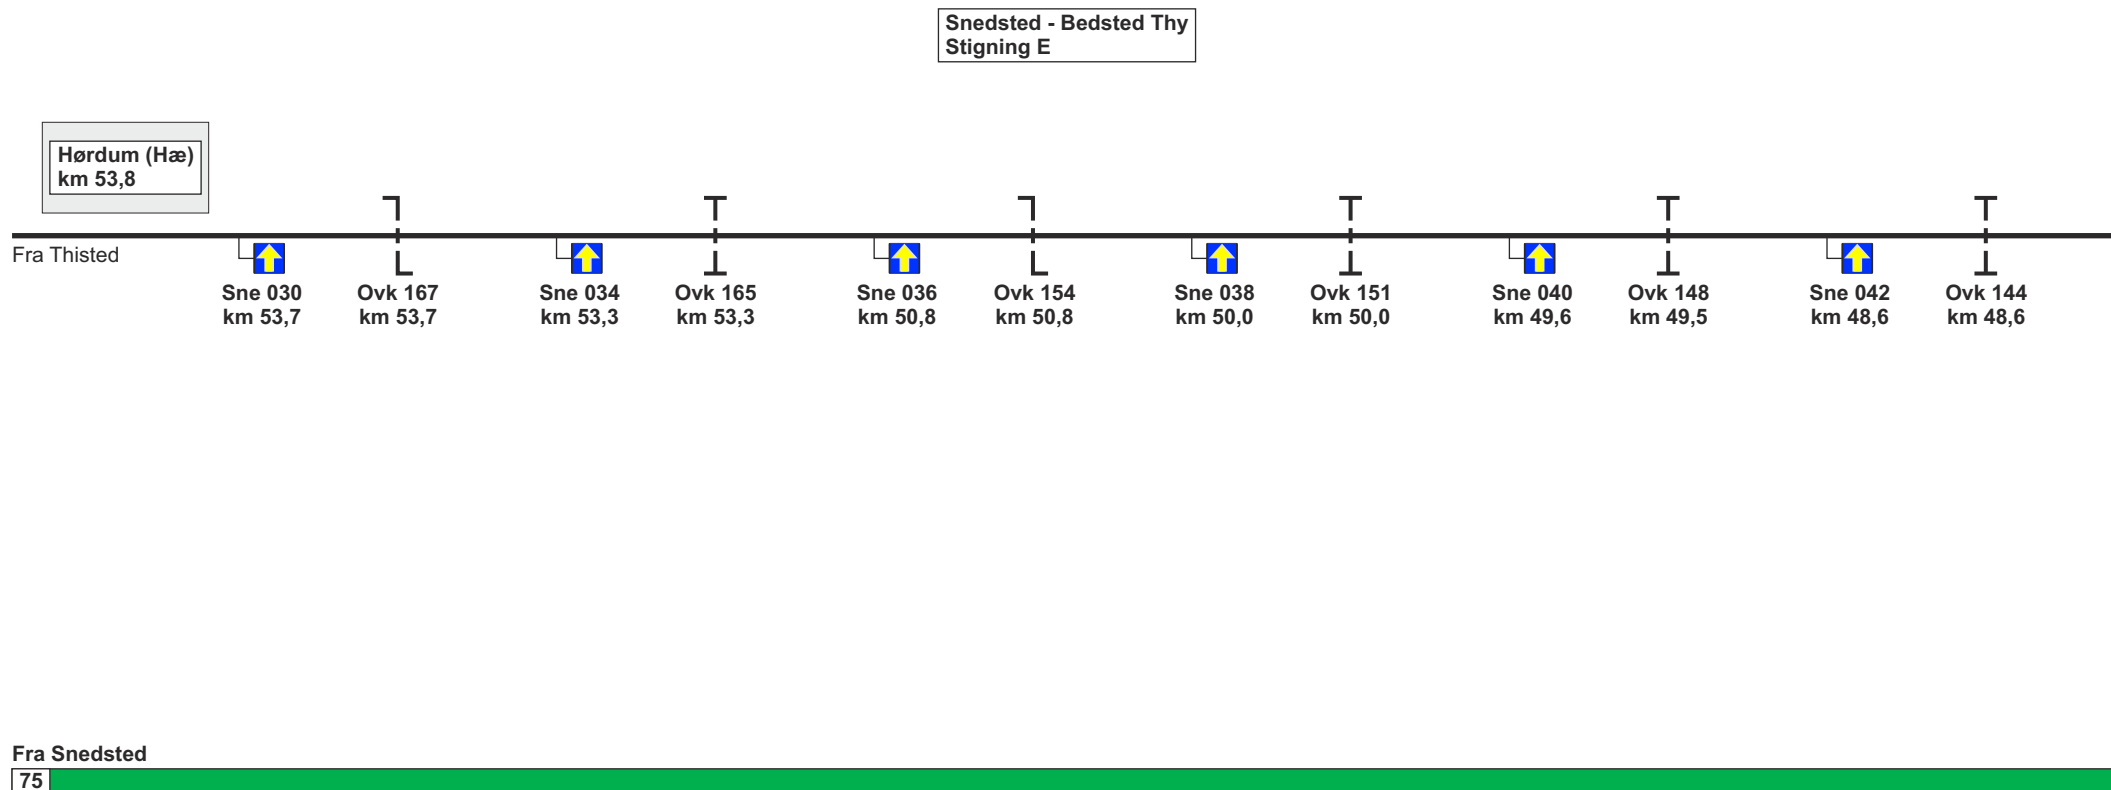 Snedsted - Bedsted Thy
Stigning E
Hørdum (Hæ)
km 53,8
Fra Thisted
Sne 030
km 53,7
Ovk 167
km 53,7
Sne 034
km 53,3
Ovk 165
km 53,3
Sne 036
km 50,8
Ovk 154
km 50,8
Sne 038
km 50,0
Ovk 151
km 50,0
Sne 040
km 49,6
Ovk 148
km 49,5
Sne 042
km 48,6
Ovk 144
km 48,6
Fra Snedsted
75